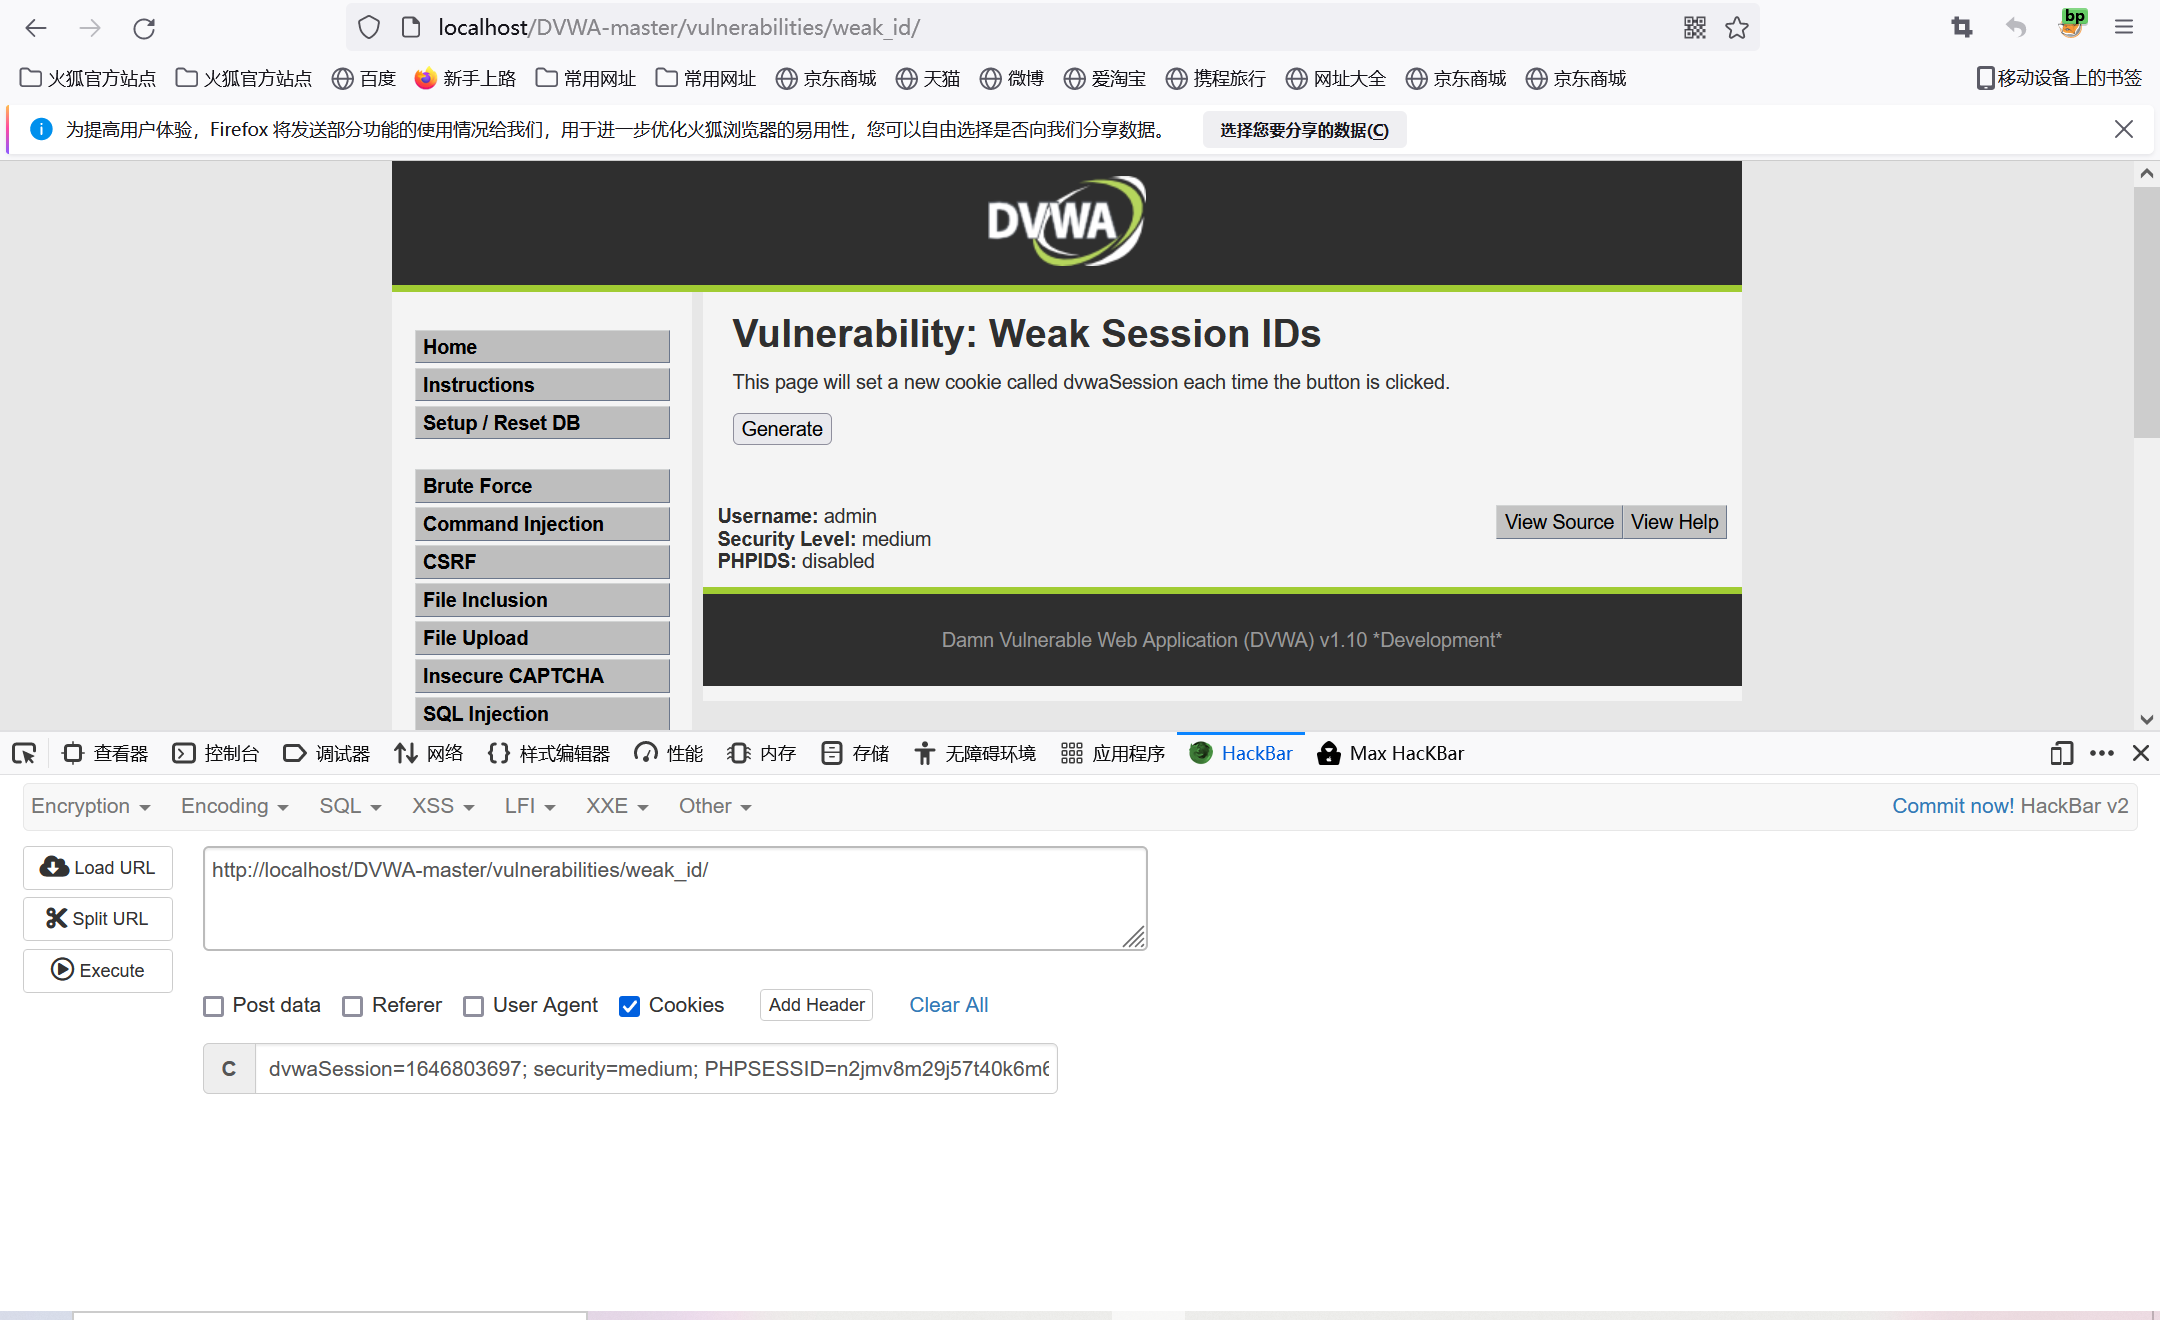 localhost/DVWA-master/vulnerabilities/weak_id/
bp
火狐官方站点 火狐官方站点 百度 新手上路 常用网址 常用网址 京东商城 天猫 微博 爱淘宝 携程旅行 网址大全 京东商城 京东商城 移动设备上的书签
为提高用户体验，Firefox 将发送部分功能的使用情况给我们，用于进一步优化火狐浏览器的易用性，您可以自由选择是否向我们分享数据。 选择您要分享的数据(C)
DVWA
Home
Instructions
Setup / Reset DB
Brute Force
Command Injection
CSRF
File Inclusion
File Upload
Insecure CAPTCHA
SQL Injection
Vulnerability: Weak Session IDs
This page will set a new cookie called dvwaSession each time the button is clicked.
Generate
Username: admin
Security Level: medium
PHPIDS: disabled
View Source View Help
Damn Vulnerable Web Application (DVWA) v1.10 *Development*
查看器 控制台 调试器 网络 样式编辑器 性能 内存 存储 无障碍环境 应用程序 HackBar Max HacKBar
Encryption Encoding SQL XSS LFI XXE Other Commit now! HackBar v2
Load URL
Split URL
Execute
http://localhost/DVWA-master/vulnerabilities/weak_id/
Post data Referer User Agent Cookies Add Header Clear All
C dvwaSession=1646803697; security=medium; PHPSESSID=n2jmv8m29j57t40k6m6